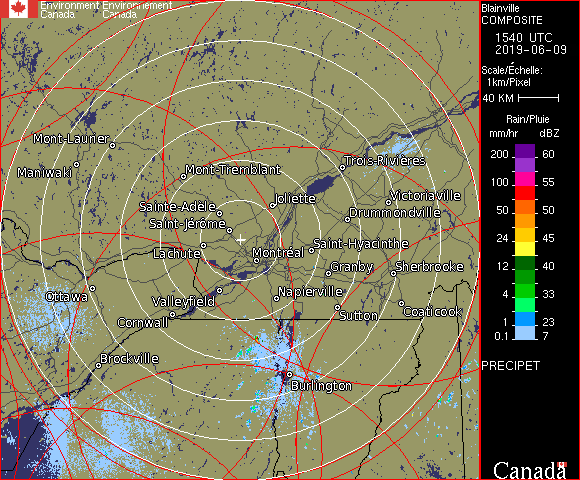 Environment Environnement
Canada Canada
Blainville
COMPOSITE
1540 UTC
2019-06-09
Scale/Échelle:
1km/Pixel
40 KM
Rain/Pluie
mm/hr dBZ
200 60
100 55
50 50
24 45
12 40
4 33
1 23
0.1 7
PRECIPET
Mont-Laurier
Maniwaki
Mont-Tremblant
Trois-Rivières
Joliette
Victoriaville
Sainte-Adèle
Drummondville
Saint-Jérôme
Lachute
Montréal
Saint-Hyacinthe
Granby
Sherbrooke
Ottawa
Valleyfield
Napierville
Cornwall
Sutton
Coaticook
Brockville
Burlington
Canada